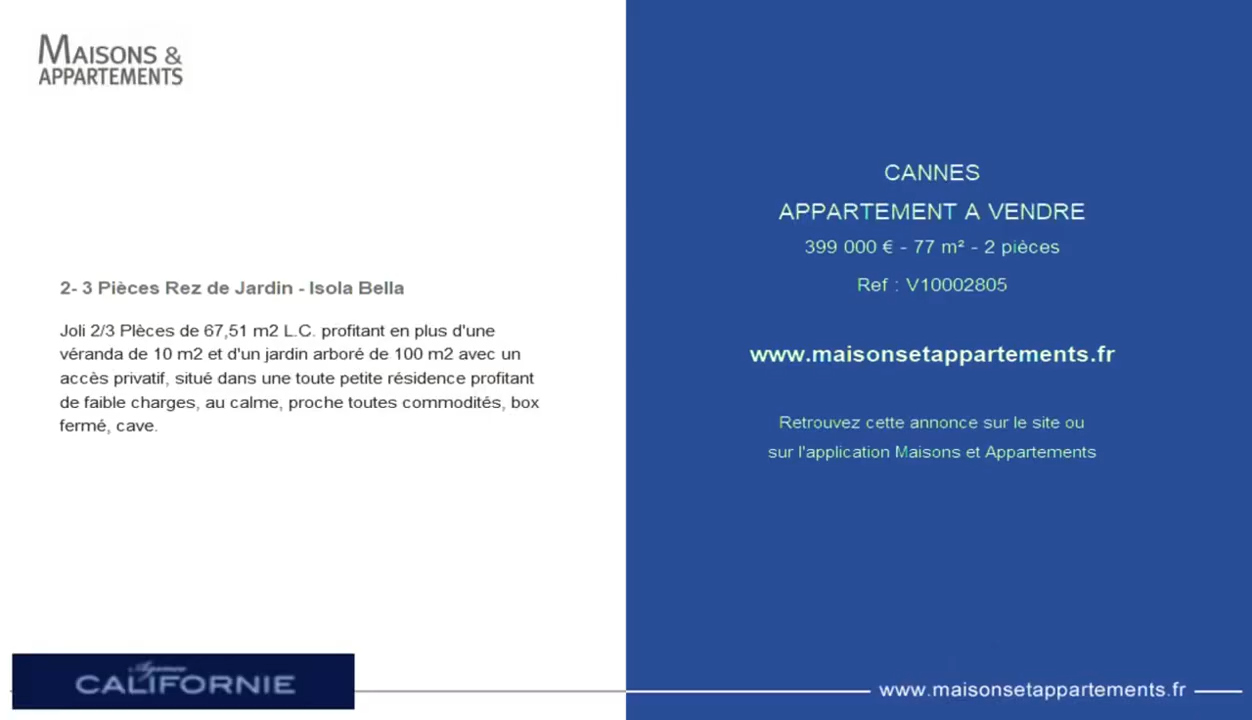 MAISONS &
APPARTEMENTS
2- 3 Pièces Rez de Jardin - Isola Bella
Joli 2/3 Plèces de 67,51 m2 L.C. profitant en plus d'une
véranda de 10 m2 et d'un jardin arboré de 100 m2 avec un
accès privatif, situé dans une toute petite résidence profitant
de faible charges, au calme, proche toutes commodités, box
fermé, cave.
Agence
CALIFORNIE
CANNES
APPARTEMENT A VENDRE
399 000 € - 77 m² - 2 pièces
Ref : V10002805
www.maisonsetappartements.fr
Retrouvez cette annonce sur le site ou
sur l'application Maisons et Appartements
www.maisonsetappartements.fr